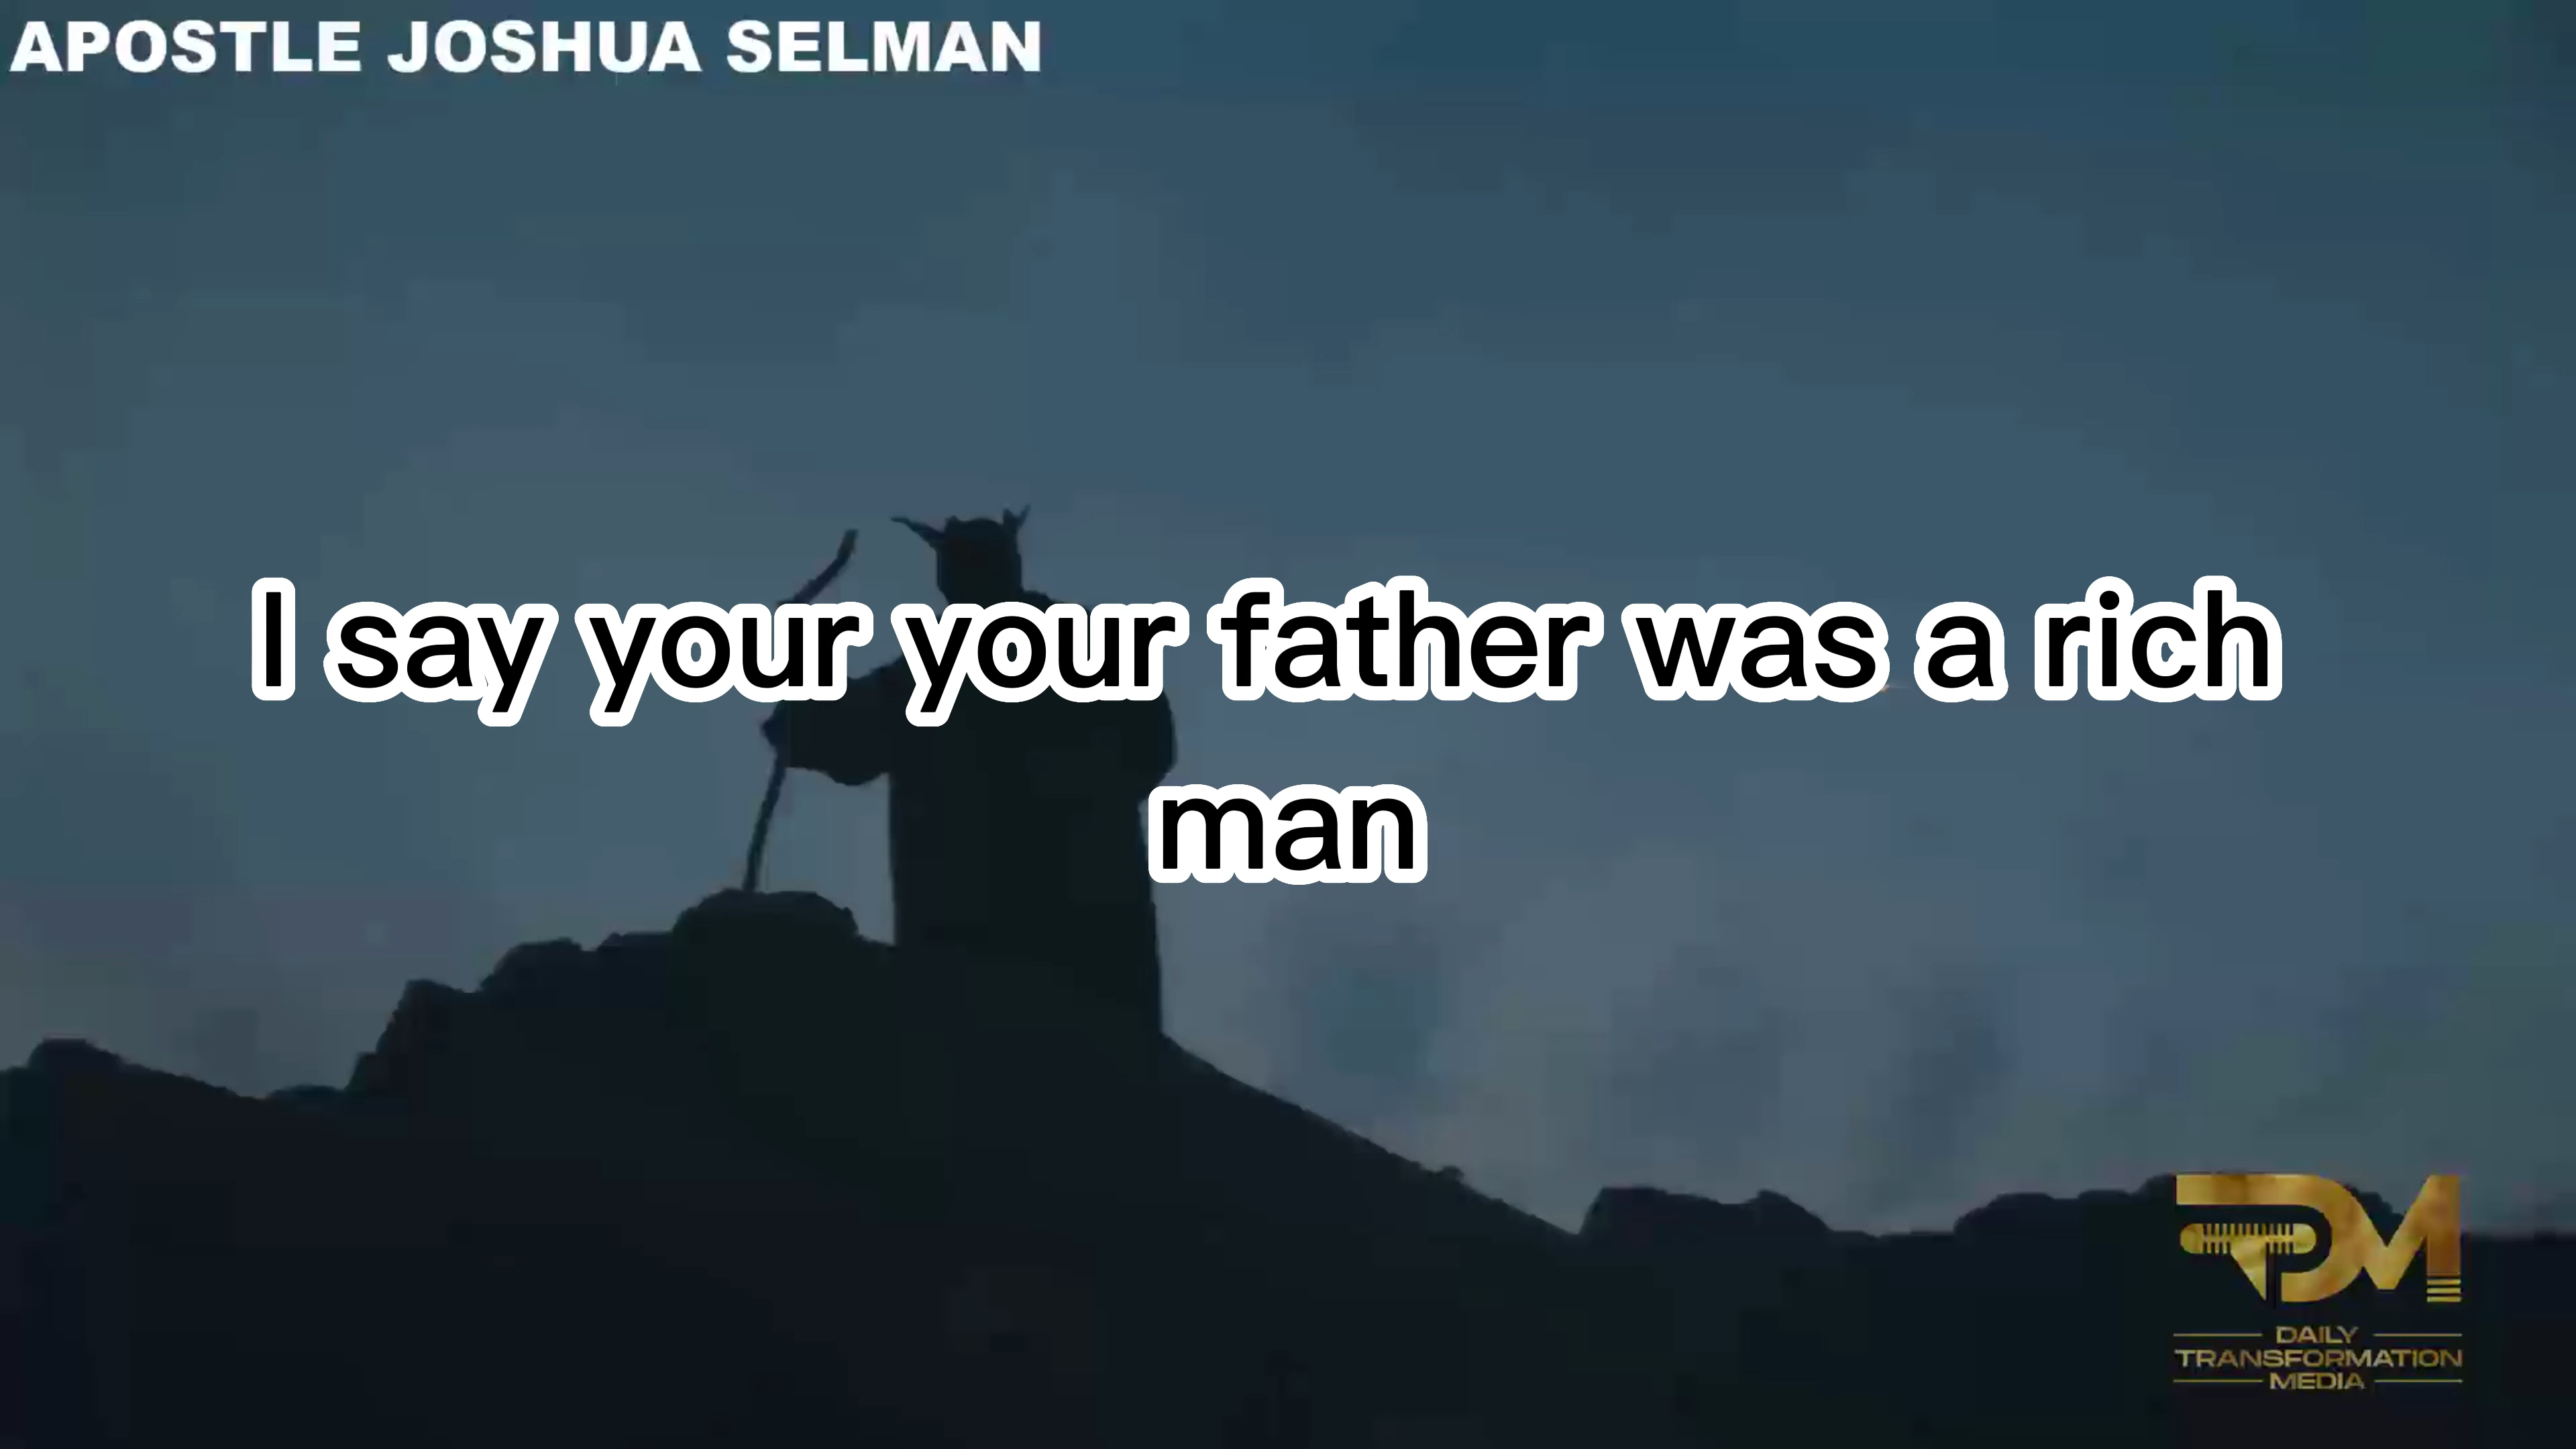 APOSTLE JOSHUA SELMAN
I say your your father was a rich
man
DAILY
TRANSFORMATION
MEDIA